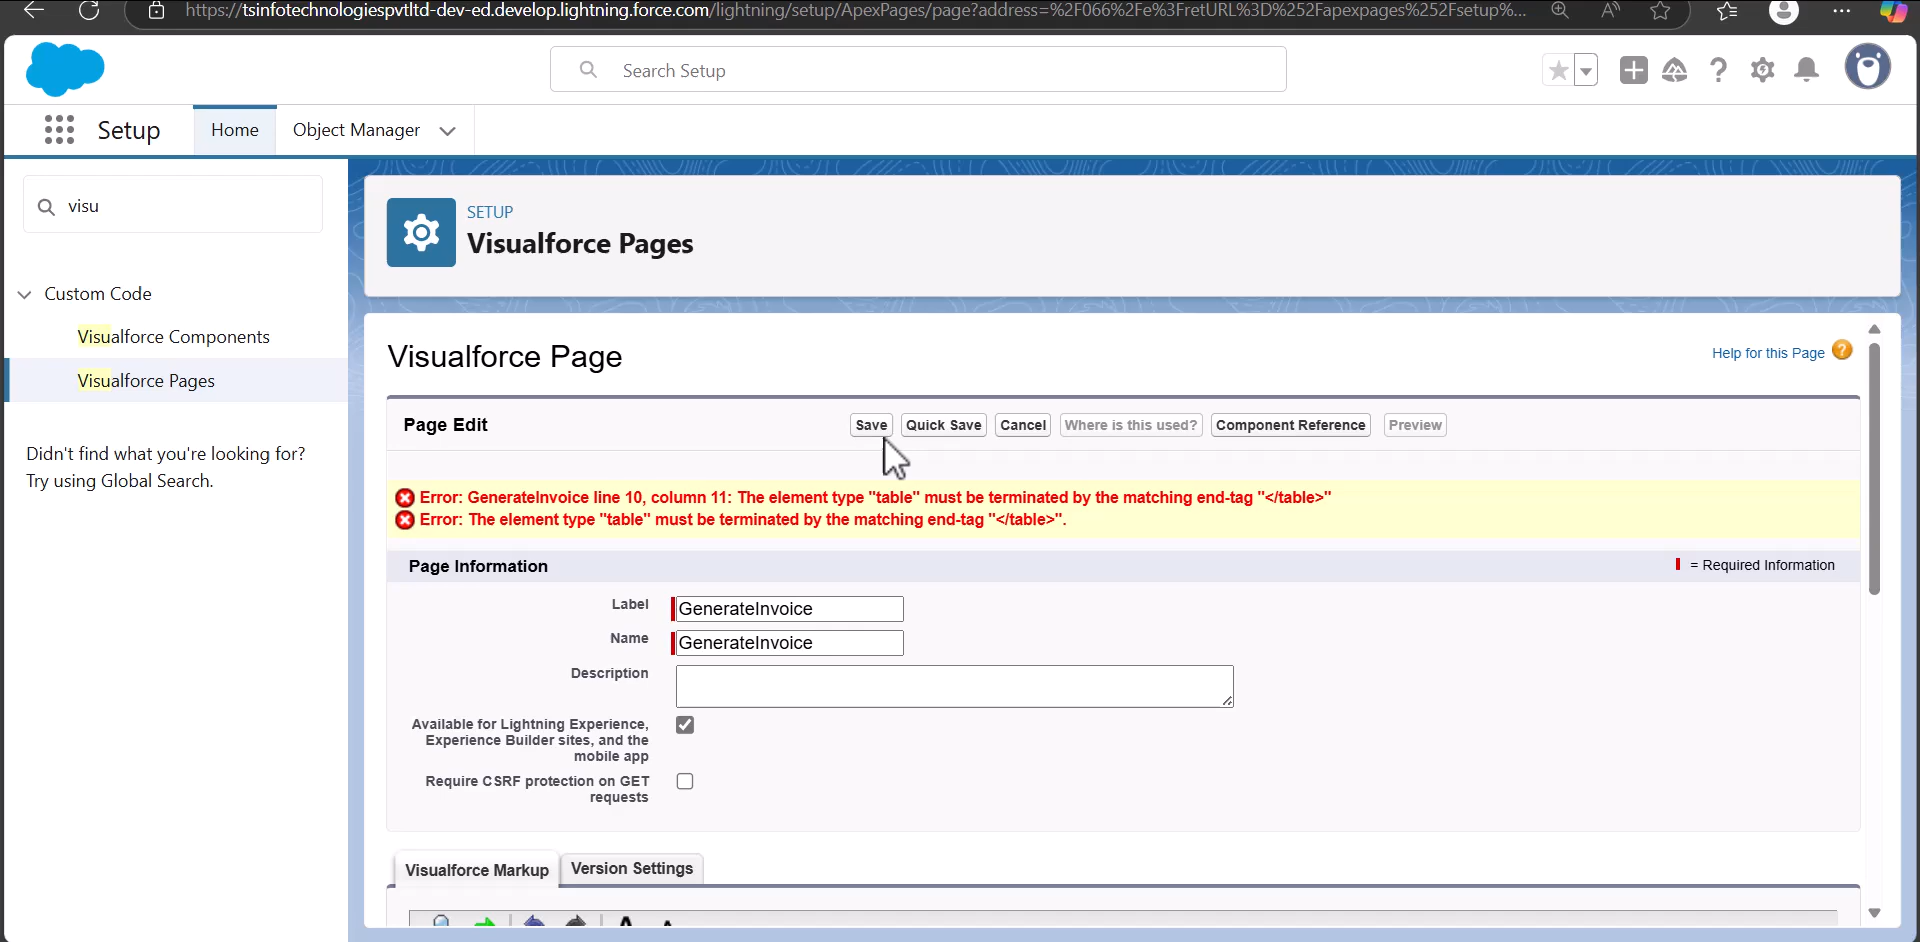 https://tsinfotechnologiespvtltd-dev-ed.develop.lightning.force.com/lightning/setup/ApexPages/page?address=%2F066%2Fe%3FretURL%3D%252Fapexpages%252Fsetup%...
Search Setup
Setup
Home
Object Manager
visu
Custom Code
Visualforce Components
Visualforce Pages
Didn't find what you're looking for?
Try using Global Search.
SETUP
Visualforce Pages
Visualforce Page
Help for this Page
Page Edit
Save
Quick Save
Cancel
Where is this used?
Component Reference
Preview
Error: GenerateInvoice line 10, column 11: The element type "table" must be terminated by the matching end-tag "</table>"
Error: The element type "table" must be terminated by the matching end-tag "</table>".
Page Information
= Required Information
Label
GenerateInvoice
Name
GenerateInvoice
Description
Available for Lightning Experience,
Experience Builder sites, and the
mobile app
Require CSRF protection on GET
requests
Visualforce Markup
Version Settings